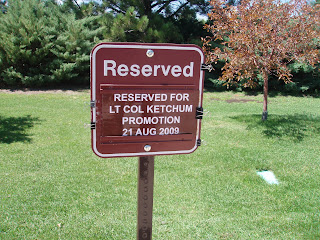 Reserved
RESERVED FOR
LT COL KETCHUM
PROMOTION
21 AUG 2009